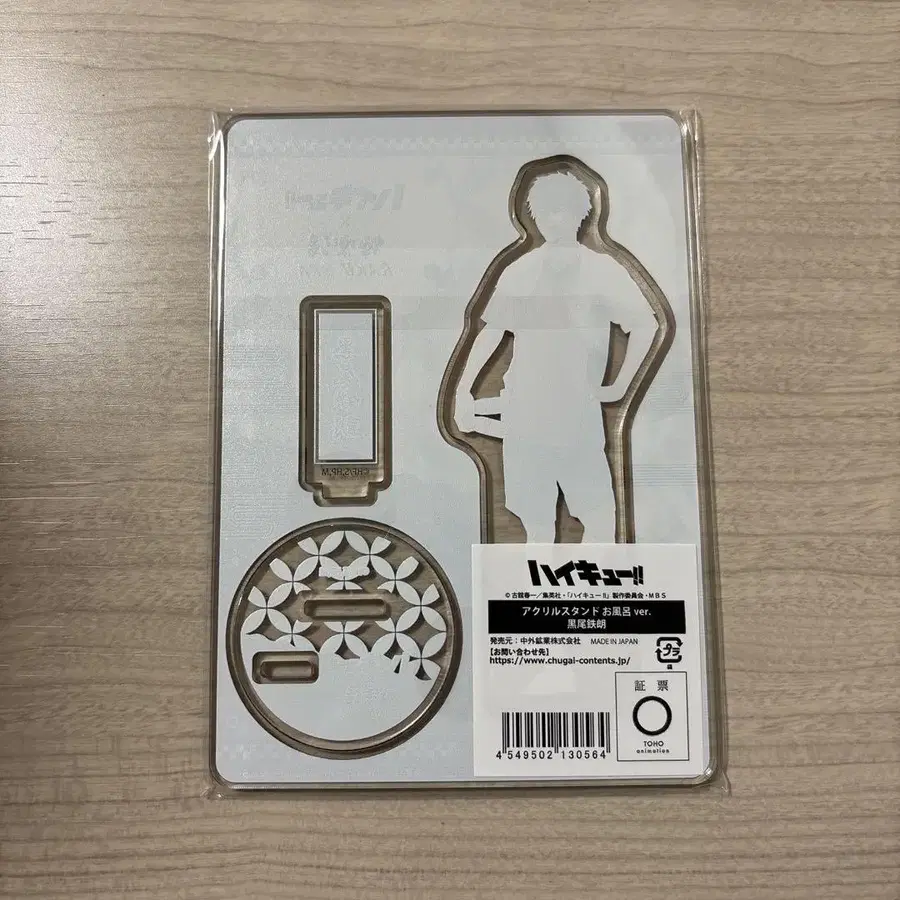 ハイキュー!!
© 古舘春一／集英社・「ハイキュー !!」製作委員会・MBS
アクリルスタンド お風呂 ver.
黒尾鉄朗
発売元：中外鉱業株式会社 MADE IN JAPAN
【お問い合わせ先】
https://www.chugai-contents.jp/
プラ
4 549502 130564
証 票
TOHO
animation